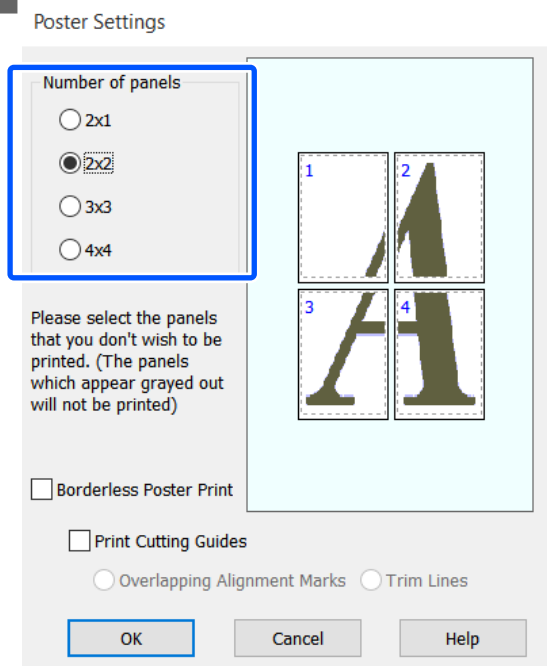 Poster Settings
Number of panels
2x1
2x2
3x3
4x4
1
2
3
4
Please select the panels
that you don't wish to be
printed. (The panels
which appear grayed out
will not be printed)
Borderless Poster Print
Print Cutting Guides
Overlapping Alignment Marks
Trim Lines
OK
Cancel
Help